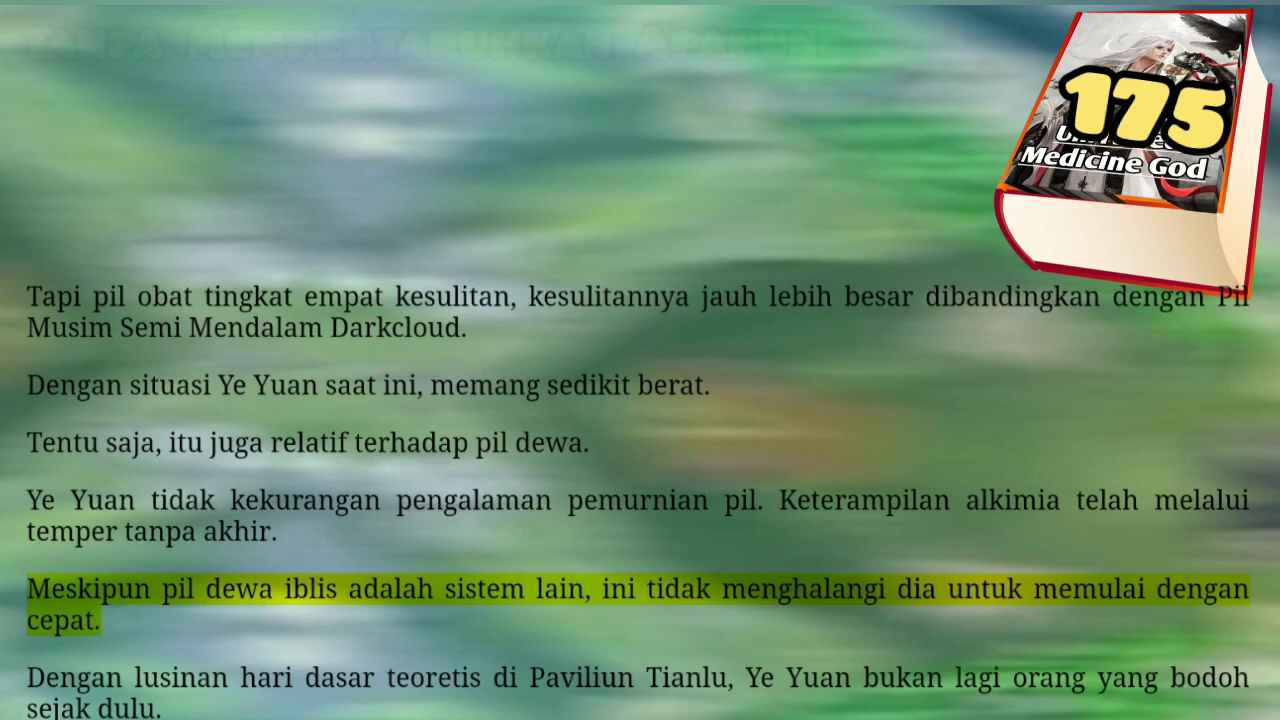 175
Medicine God
Tapi pil obat tingkat empat kesulitan, kesulitannya jauh lebih besar dibandingkan dengan Pil
Musim Semi Mendalam Darkcloud.
Dengan situasi Ye Yuan saat ini, memang sedikit berat.
Tentu saja, itu juga relatif terhadap pil dewa.
Ye Yuan tidak kekurangan pengalaman pemurnian pil. Keterampilan alkimia telah melalui
temper tanpa akhir.
Meskipun pil dewa iblis adalah sistem lain, ini tidak menghalangi dia untuk memulai dengan
cepat.
Dengan lusinan hari dasar teoretis di Paviliun Tianlu, Ye Yuan bukan lagi orang yang bodoh
sejak dulu.